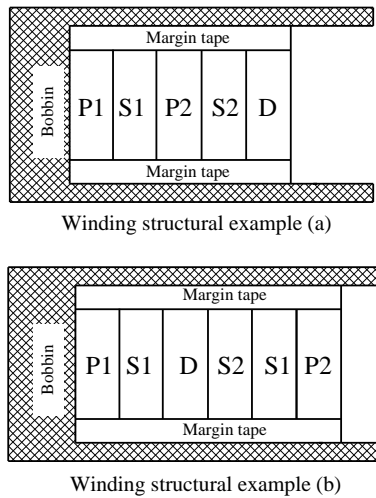 Margin tape
Bobbin
P1 S1 P2 S2 D
Margin tape
Winding structural example (a)
Margin tape
Bobbin
P1 S1 D S2 S1 P2
Margin tape
Winding structural example (b)